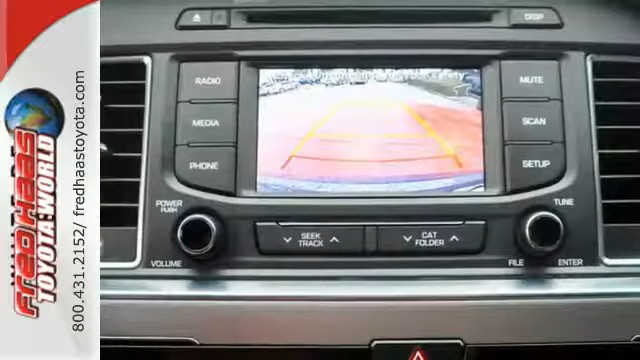 FRED HAAS
TOYOTA WORLD
800.431.2152/ fredhaastoyota.com
DISP
RADIO
MEDIA
PHONE
MUTE
SCAN
SETUP
POWER
PUSH
VOLUME
SEEK
TRACK
CAT
FOLDER
TUNE
FILE
ENTER